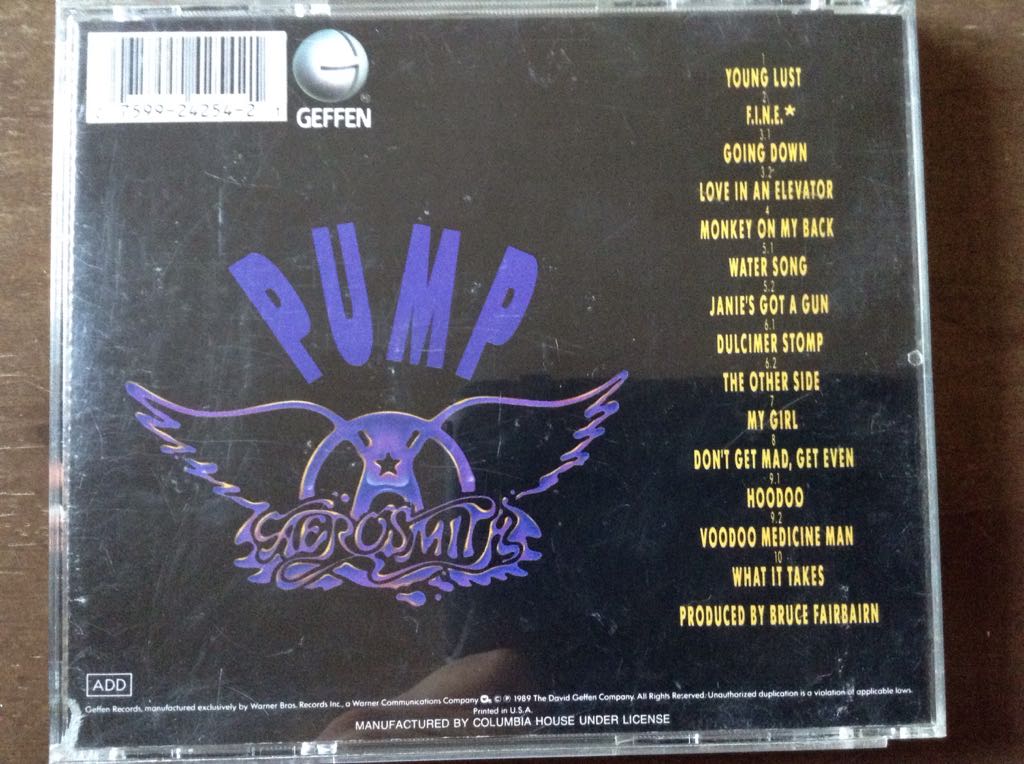 7599-24254-2
GEFFEN
®
PUMP
AEROSMITH
1
YOUNG LUST
2
F.I.N.E.*
3.1
GOING DOWN
3.2
LOVE IN AN ELEVATOR
4
MONKEY ON MY BACK
5.1
WATER SONG
5.2
JANIE'S GOT A GUN
6.1
DULCIMER STOMP
6.2
THE OTHER SIDE
7
MY GIRL
8
DON'T GET MAD, GET EVEN
9.1
HOODOO
9.2
VOODOO MEDICINE MAN
10
WHAT IT TAKES
PRODUCED BY BRUCE FAIRBAIRN
ADD
Geffen Records, manufactured exclusively by Warner Bros. Records Inc., a Warner Communications Company © ℗ 1989 The David Geffen Company. All Rights Reserved. Unauthorized duplication is a violation of applicable laws.
Printed in U.S.A.
MANUFACTURED BY COLUMBIA HOUSE UNDER LICENSE